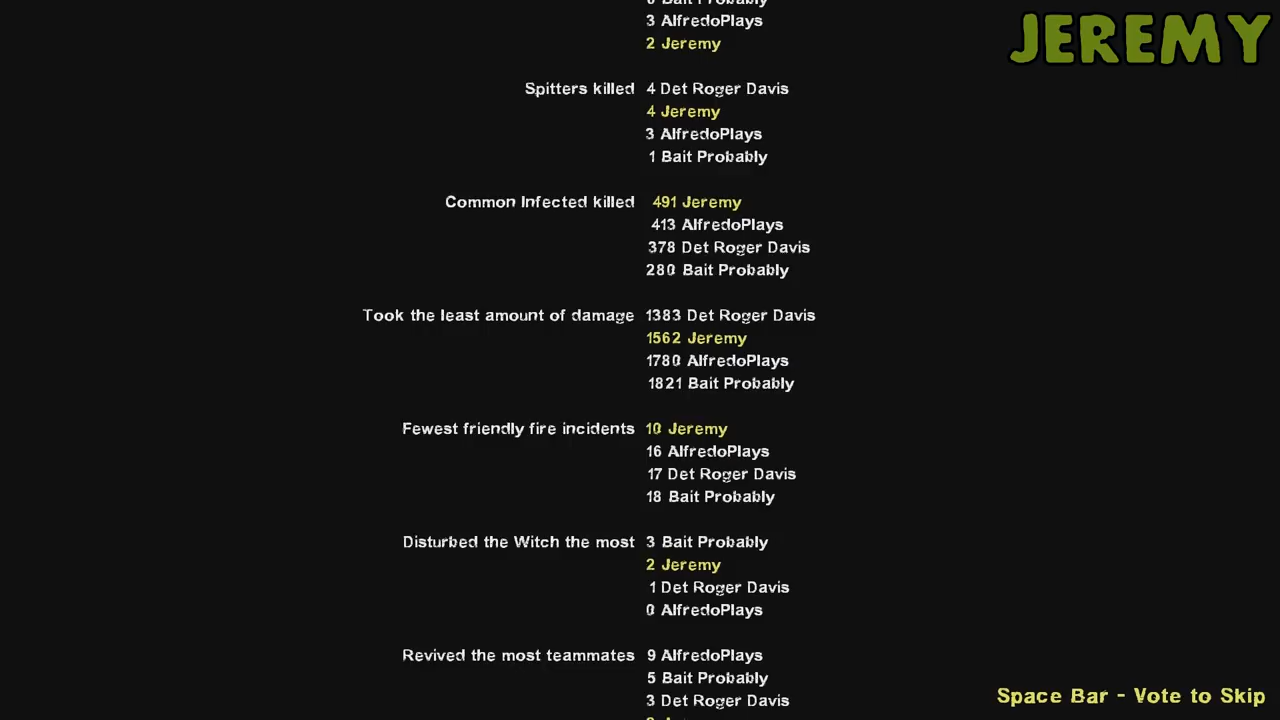 Bait Probably
3 AlfredoPlays
2 Jeremy
JEREMY
Spitters killed 4 Det Roger Davis
4 Jeremy
3 AlfredoPlays
1 Bait Probably
Common Infected killed 491 Jeremy
413 AlfredoPlays
378 Det Roger Davis
280 Bait Probably
Took the least amount of damage 1383 Det Roger Davis
1562 Jeremy
1780 AlfredoPlays
1821 Bait Probably
Fewest friendly fire incidents 10 Jeremy
16 AlfredoPlays
17 Det Roger Davis
18 Bait Probably
Disturbed the Witch the most 3 Bait Probably
2 Jeremy
1 Det Roger Davis
0 AlfredoPlays
Revived the most teammates 9 AlfredoPlays
5 Bait Probably
3 Det Roger Davis
Space Bar - Vote to Skip